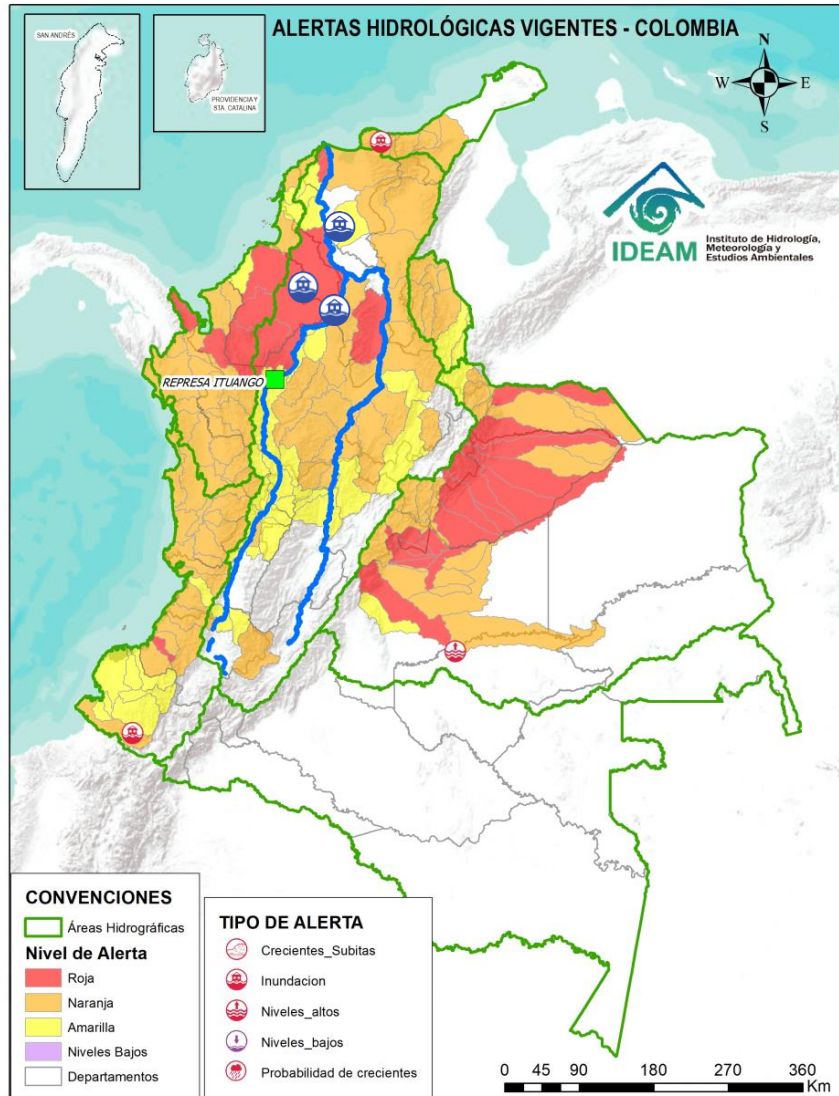 ALERTAS HIDROLÓGICAS VIGENTES - COLOMBIA
SAN ANDRÉS
PROVIDENCIA Y
STA. CATALINA
N
W
E
S
IDEAM
Instituto de Hidrología,
Meteorología y
Estudios Ambientales
REPRESA ITUANGO
CONVENCIONES
Áreas Hidrográficas
Nivel de Alerta
Roja
Naranja
Amarilla
Niveles Bajos
Departamentos
TIPO DE ALERTA
Crecientes_Subitas
Inundacion
Niveles_altos
Niveles_bajos
Probabilidad de crecientes
0 45 90 180 270 360
Km